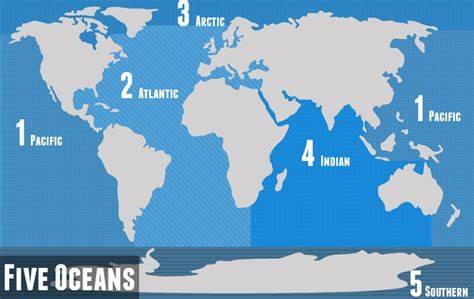 3 Arctic
2 Atlantic
1 Pacific
1 Pacific
4 Indian
Five Oceans
5 Southern